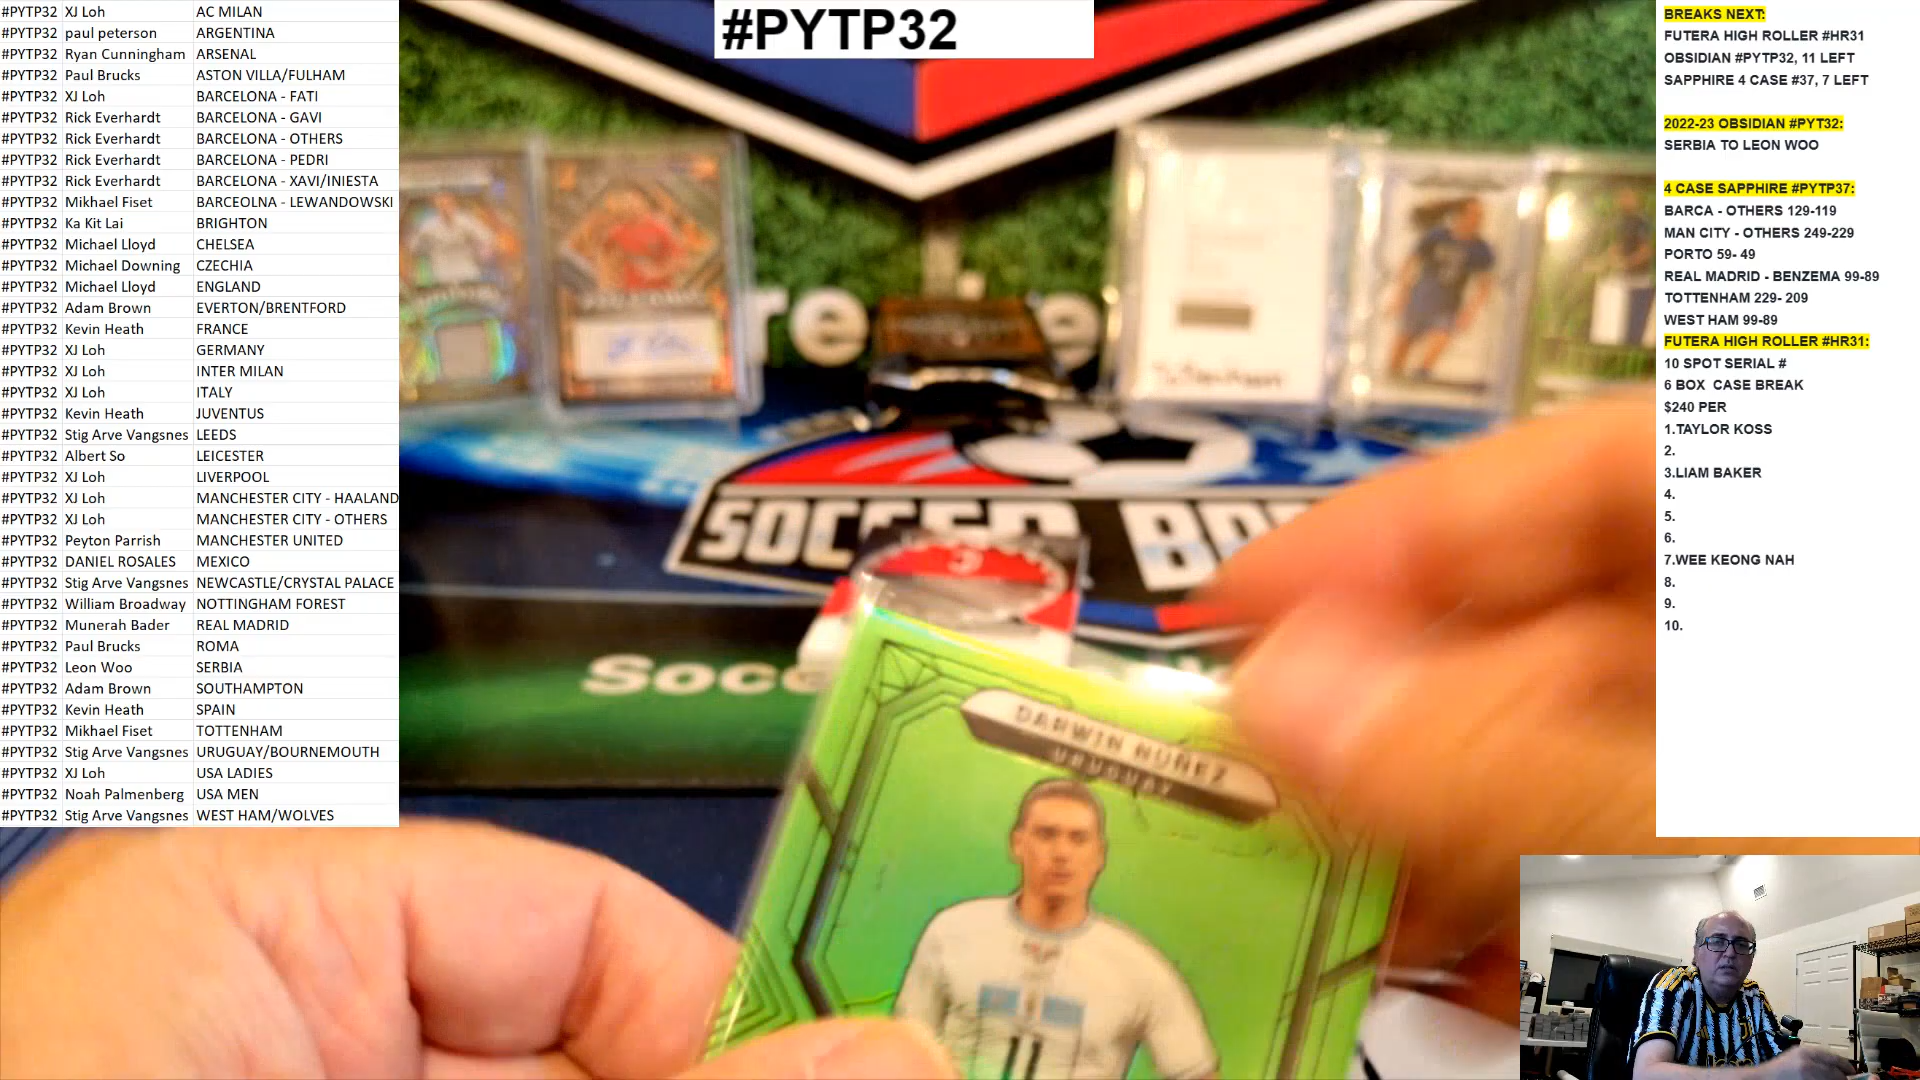 #PYTP32 XJ Loh AC MILAN
#PYTP32 paul peterson ARGENTINA
#PYTP32 Ryan Cunningham ARSENAL
#PYTP32 Paul Brucks ASTON VILLA/FULHAM
#PYTP32 XJ Loh BARCELONA - FATI
#PYTP32 Rick Everhardt BARCELONA - GAVI
#PYTP32 Rick Everhardt BARCELONA - OTHERS
#PYTP32 Rick Everhardt BARCELONA - PEDRI
#PYTP32 Rick Everhardt BARCELONA - XAVI/INIESTA
#PYTP32 Mikhael Fiset BARCEOLNA - LEWANDOWSKI
#PYTP32 Ka Kit Lai BRIGHTON
#PYTP32 Michael Lloyd CHELSEA
#PYTP32 Michael Downing CZECHIA
#PYTP32 Michael Lloyd ENGLAND
#PYTP32 Adam Brown EVERTON/BRENTFORD
#PYTP32 Kevin Heath FRANCE
#PYTP32 XJ Loh GERMANY
#PYTP32 XJ Loh INTER MILAN
#PYTP32 XJ Loh ITALY
#PYTP32 Kevin Heath JUVENTUS
#PYTP32 Stig Arve Vangsnes LEEDS
#PYTP32 Albert So LEICESTER
#PYTP32 XJ Loh LIVERPOOL
#PYTP32 XJ Loh MANCHESTER CITY - HAALAND
#PYTP32 XJ Loh MANCHESTER CITY - OTHERS
#PYTP32 Peyton Parrish MANCHESTER UNITED
#PYTP32 DANIEL ROSALES MEXICO
#PYTP32 Stig Arve Vangsnes NEWCASTLE/CRYSTAL PALACE
#PYTP32 William Broadway NOTTINGHAM FOREST
#PYTP32 Munerah Bader REAL MADRID
#PYTP32 Paul Brucks ROMA
#PYTP32 Leon Woo SERBIA
#PYTP32 Adam Brown SOUTHAMPTON
#PYTP32 Kevin Heath SPAIN
#PYTP32 Mikhael Fiset TOTTENHAM
#PYTP32 Stig Arve Vangsnes URUGUAY/BOURNEMOUTH
#PYTP32 XJ Loh USA LADIES
#PYTP32 Noah Palmenberg USA MEN
#PYTP32 Stig Arve Vangsnes WEST HAM/WOLVES
#PYTP32
SOCCER
Socc
DARWIN NÚÑEZ
URUGUAY
11
BREAKS NEXT:
FUTERA HIGH ROLLER #HR31
OBSIDIAN #PYTP32, 11 LEFT
SAPPHIRE 4 CASE #37, 7 LEFT
2022-23 OBSIDIAN #PYT32:
SERBIA TO LEON WOO
4 CASE SAPPHIRE #PYTP37:
BARCA - OTHERS 129-119
MAN CITY - OTHERS 249-229
PORTO 59- 49
REAL MADRID - BENZEMA 99-89
TOTTENHAM 229- 209
WEST HAM 99-89
FUTERA HIGH ROLLER #HR31:
10 SPOT SERIAL #
6 BOX CASE BREAK
$240 PER
1.TAYLOR KOSS
2.
3.LIAM BAKER
4.
5.
6.
7.WEE KEONG NAH
8.
9.
10.